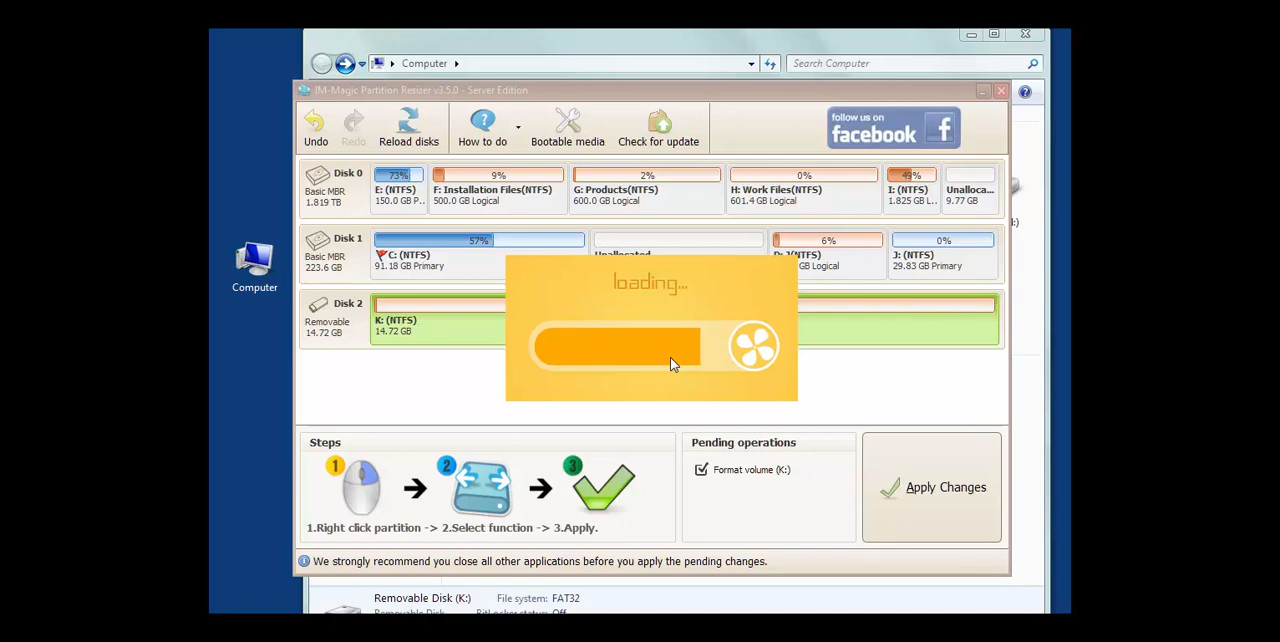 Computer
Search Computer
IM-Magic Partition Resizer v3.5.0 - Server Edition
Undo
Redo
Reload disks
How to do
Bootable media
Check for update
follow us on
facebook
Disk 0
Basic MBR
1.819 TB
73%
E: (NTFS)
150.0 GB P..
9%
F: Installation Files(NTFS)
500.0 GB Logical
2%
G: Products(NTFS)
600.0 GB Logical
0%
H: Work Files(NTFS)
601.4 GB Logical
49%
I: (NTFS)
1.825 GB L...
Unalloca...
9.77 GB
Disk 1
Basic MBR
223.6 GB
57%
C: (NTFS)
91.18 GB Primary
Unallocated
6%
GB Logical
0%
J: (NTFS)
29.83 GB Primary
Disk 2
Removable
14.72 GB
K: (NTFS)
14.72 GB
loading...
Computer
Steps
1
2
3
1.Right click partition -> 2.Select function -> 3.Apply.
Pending operations
Format volume (K:)
Apply Changes
We strongly recommend you close all other applications before you apply the pending changes.
Removable Disk (K:)
File system: FAT32
Removable Disk
BitLocker status: Off